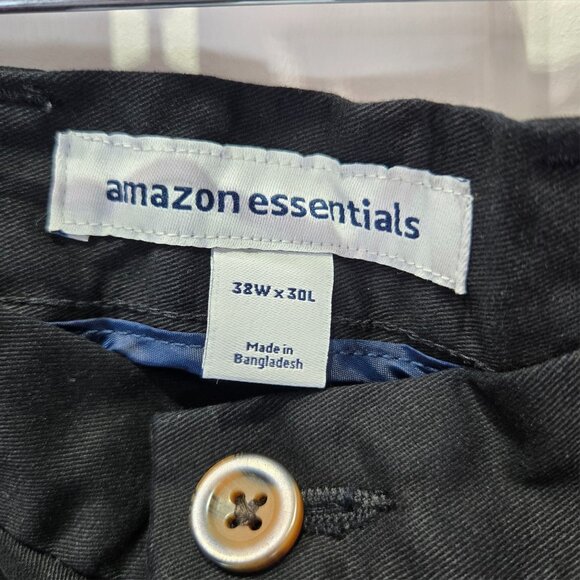 amazon essentials
38W x 30L
Made in
Bangladesh